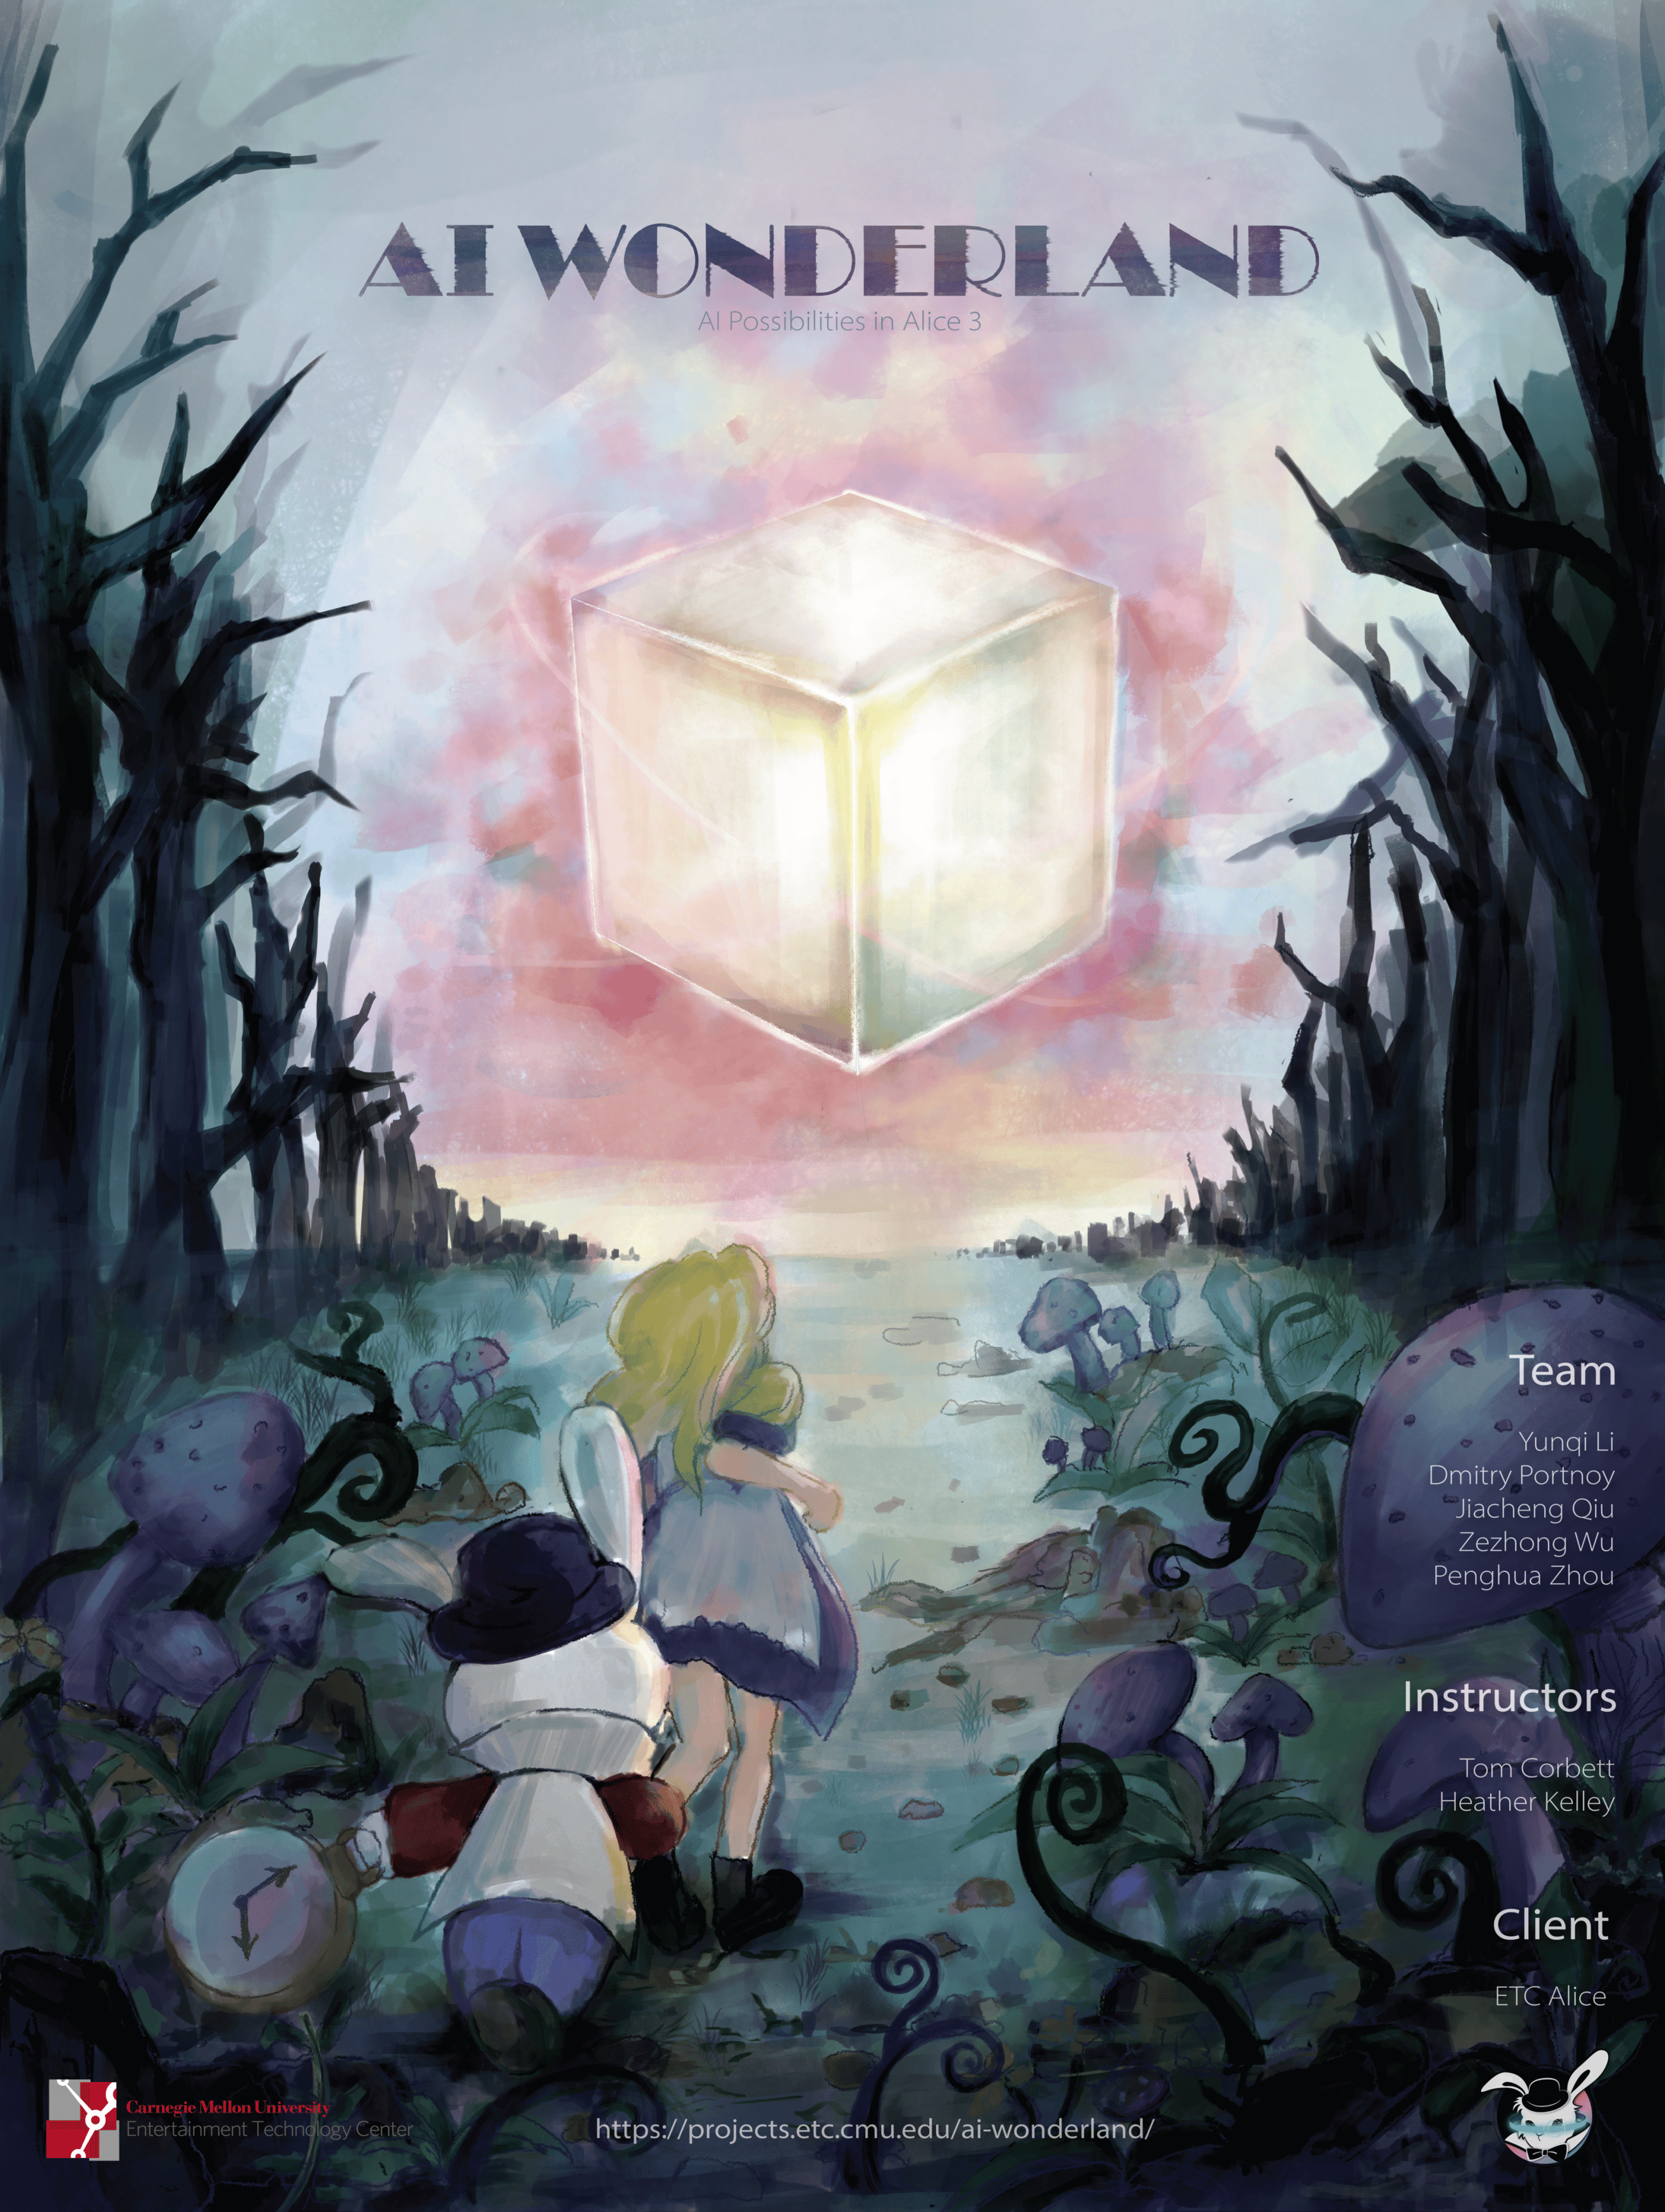 AI WONDERLAND
AI Possibilities in Alice 3
Team
Yunqi Li
Dmitry Portnoy
Jiacheng Qiu
Zezhong Wu
Penghua Zhou
Instructors
Tom Corbett
Heather Kelley
Client
ETC Alice
Carnegie Mellon University
Entertainment Technology Center
https://projects.etc.cmu.edu/ai-wonderland/